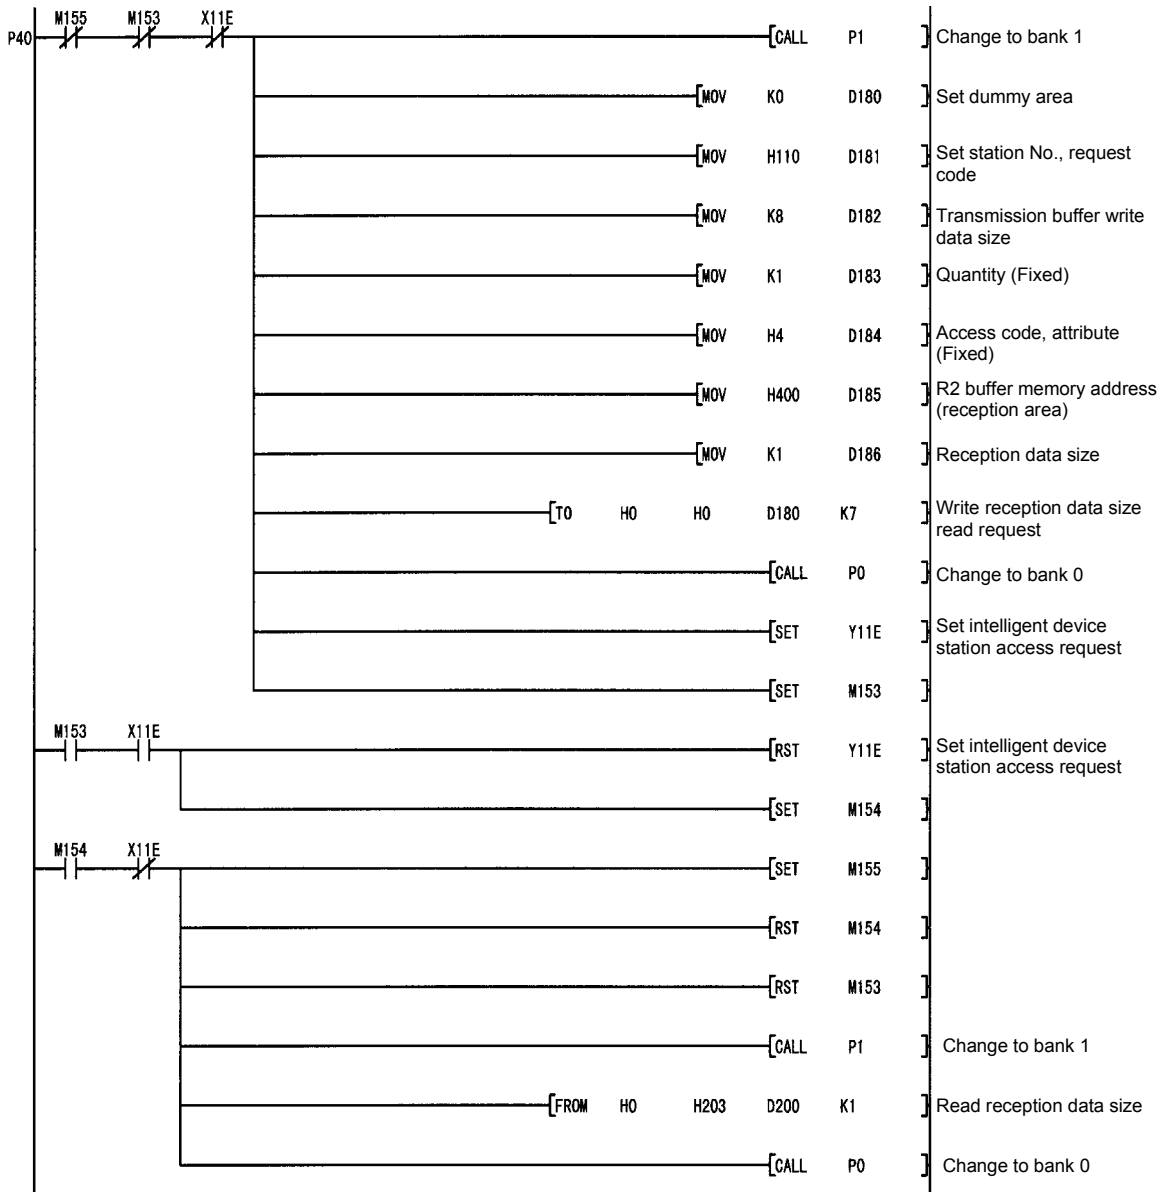 M155 M153 X11E
P40 [CALL P1 ] Change to bank 1
[MOV K0 D180 ] Set dummy area
[MOV H110 D181 ] Set station No., request
code
[MOV K8 D182 ] Transmission buffer write
data size
[MOV K1 D183 ] Quantity (Fixed)
[MOV H4 D184 ] Access code, attribute
(Fixed)
[MOV H400 D185 ] R2 buffer memory address
(reception area)
[MOV K1 D186 ] Reception data size
[TO H0 H0 D180 K7 ] Write reception data size
read request
[CALL P0 ] Change to bank 0
[SET Y11E ] Set intelligent device
station access request
[SET M153 ]
M153 X11E
[RST Y11E ] Set intelligent device
station access request
[SET M154 ]
M154 X11E
[SET M155 ]
[RST M154 ]
[RST M153 ]
[CALL P1 ] Change to bank 1
[FROM H0 H203 D200 K1 ] Read reception data size
[CALL P0 ] Change to bank 0